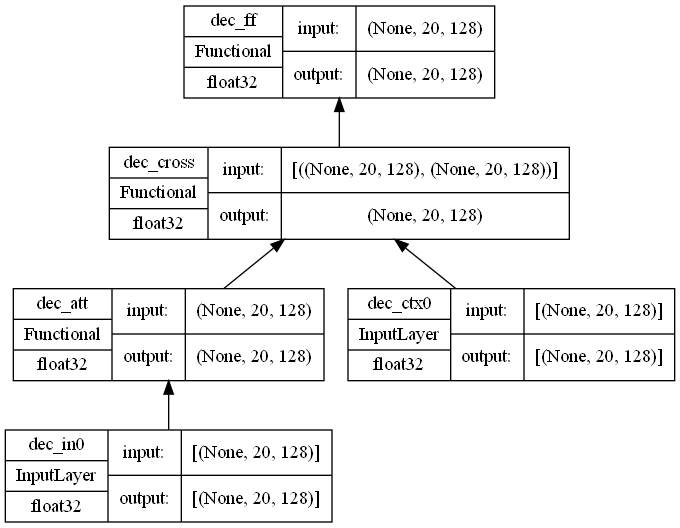 dec_ff
Functional
float32
input:
(None, 20, 128)
output:
(None, 20, 128)
dec_cross
Functional
float32
input:
[((None, 20, 128), (None, 20, 128))]
output:
(None, 20, 128)
dec_att
Functional
float32
input:
(None, 20, 128)
output:
(None, 20, 128)
dec_ctx0
InputLayer
float32
input:
[(None, 20, 128)]
output:
[(None, 20, 128)]
dec_in0
InputLayer
float32
input:
[(None, 20, 128)]
output:
[(None, 20, 128)]